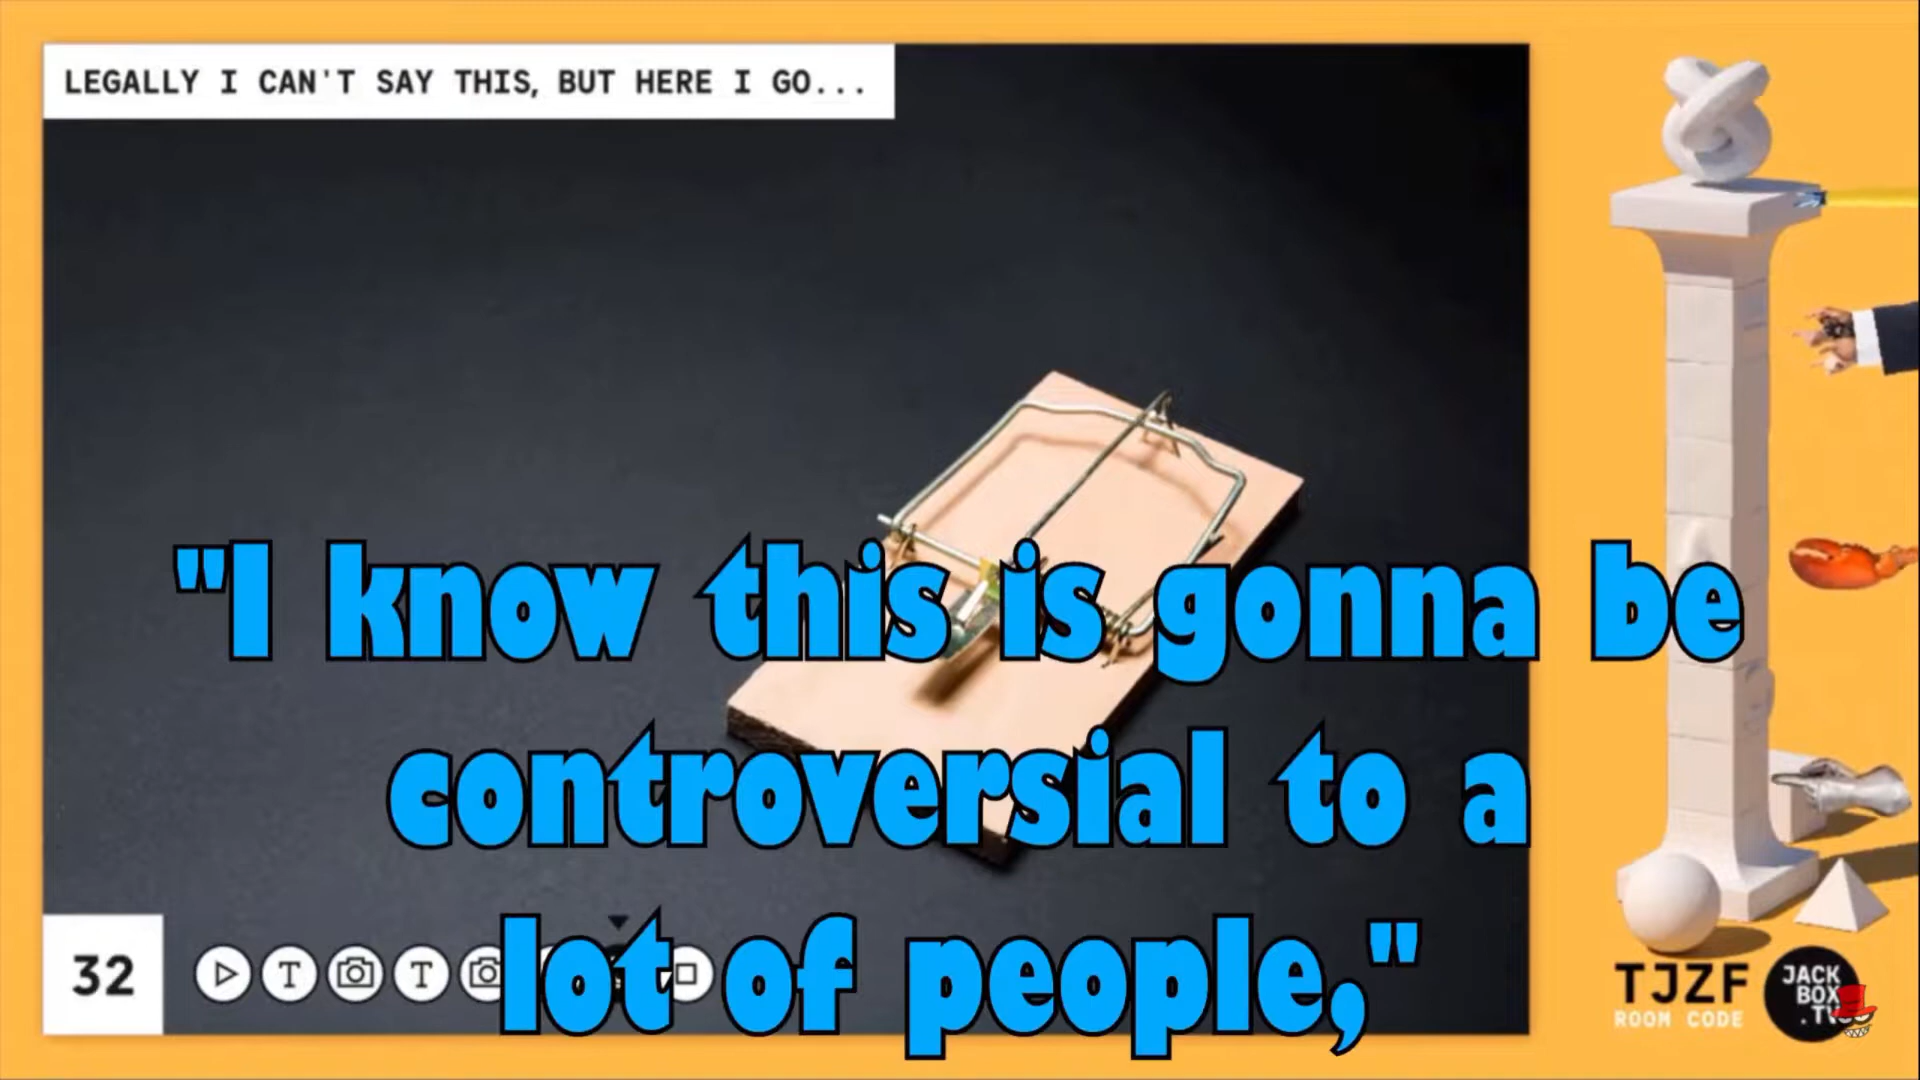 LEGALLY I CAN'T SAY THIS, BUT HERE I GO...
"I know this is gonna be
controversial to a
lot of people,"
32
T
T
TJZF
ROOM CODE
JACK
BOX
.TV